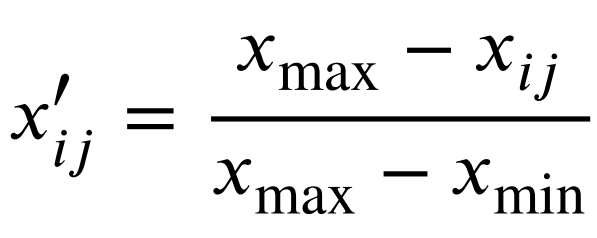 x′ij = (xmax − xij) / (xmax − xmin)